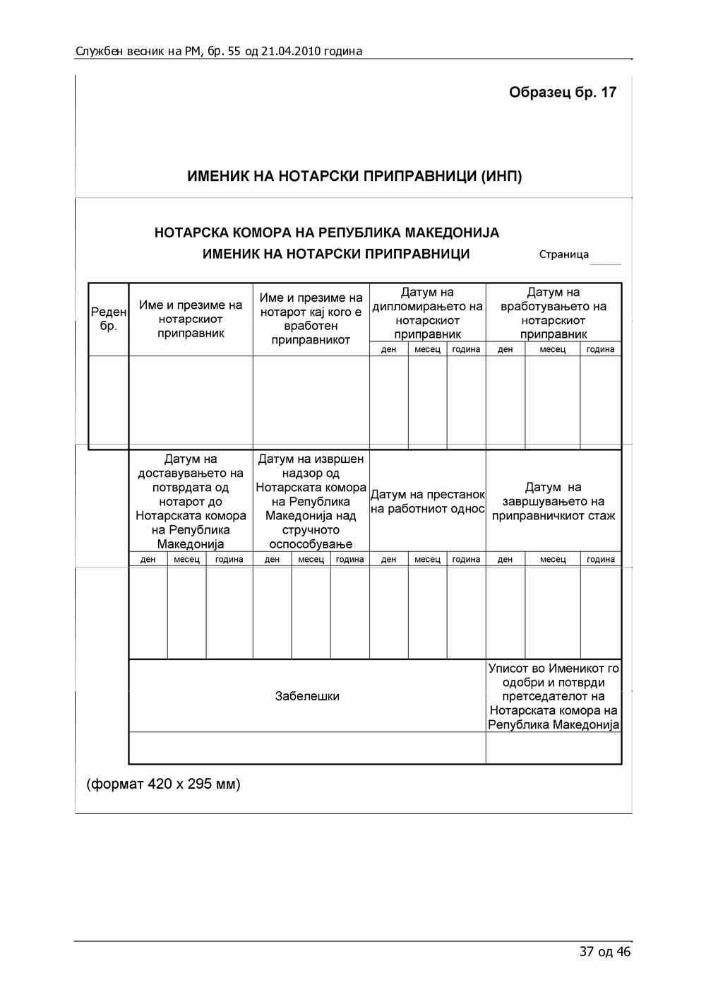 Службен весник на РМ, бр. 55 од 21.04.2010 година
Образец бр. 17
ИМЕНИК НА НОТАРСКИ ПРИПРАВНИЦИ (ИНП)
НОТАРСКА КОМОРА НА РЕПУБЛИКА МАКЕДОНИЈА
ИМЕНИК НА НОТАРСКИ ПРИПРАВНИЦИ
Страница
Реден
бр.
Име и презиме на
нотарскиот
приправник
Име и презиме на
нотарот кај кого е
вработен
приправникот
Датум на
дипломирањето на
нотарскиот
приправник
Датум на
вработувањето на
нотарскиот
приправник
ден месец година ден месец година
Датум на
доставувањето на
потврдата од
нотарот до
Нотарската комора
на Република
Македонија
Датум на извршен
надзор од
Нотарската комора
на Република
Македонија над
стручното
оспособување
Датум на престанок
на работниот однос
Датум на
завршувањето на
приправничкиот стаж
ден месец година ден месец година ден месец година ден месец година
Забелешки
Уписот во Именикот го
одобри и потврди
претседателот на
Нотарската комора на
Република Македонија
(формат 420 x 295 мм)
37 од 46